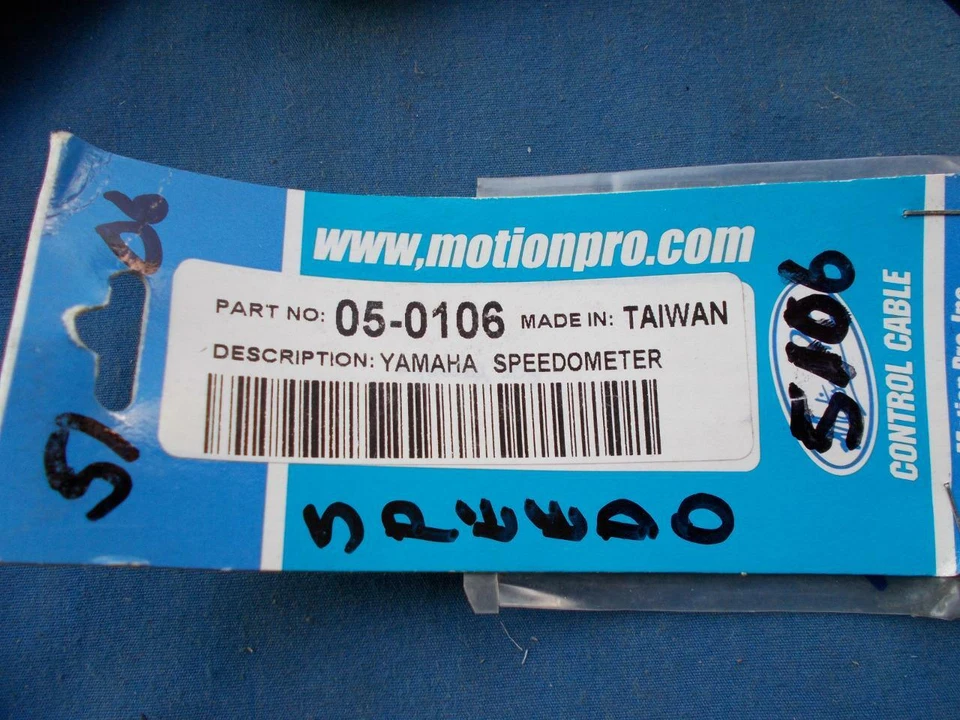 www.motionpro.com
PART NO: 05-0106 MADE IN: TAIWAN
DESCRIPTION: YAMAHA SPEEDOMETER
SPEEDO
5106
CONTROL CABLE